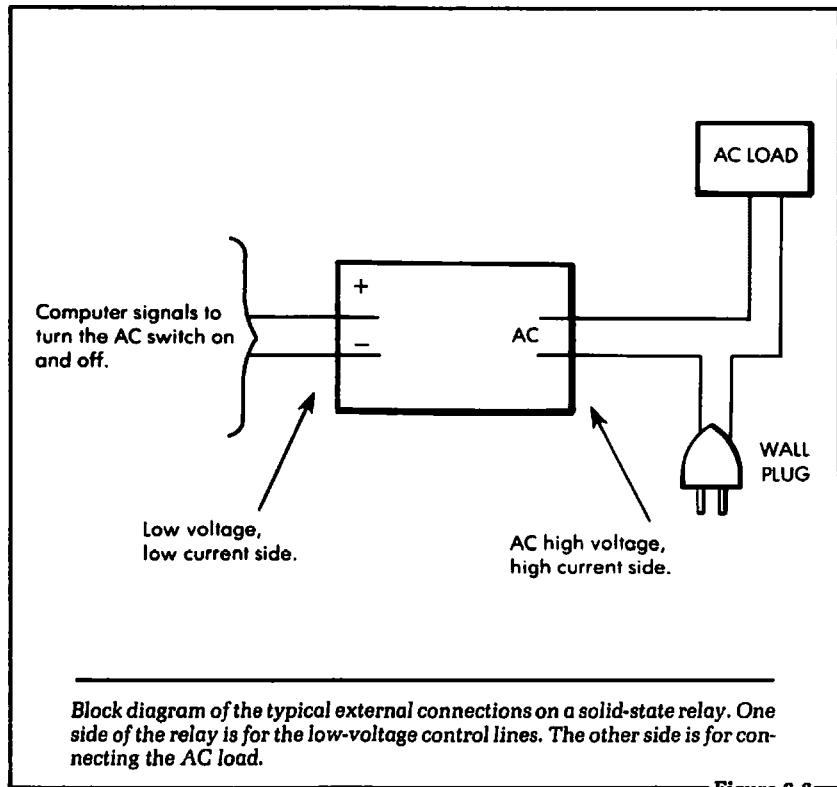 AC LOAD
+
Computer signals to
turn the AC switch on
and off.
–
AC
WALL
PLUG
Low voltage,
low current side.
AC high voltage,
high current side.
Block diagram of the typical external connections on a solid-state relay. One
side of the relay is for the low-voltage control lines. The other side is for con-
necting the AC load.